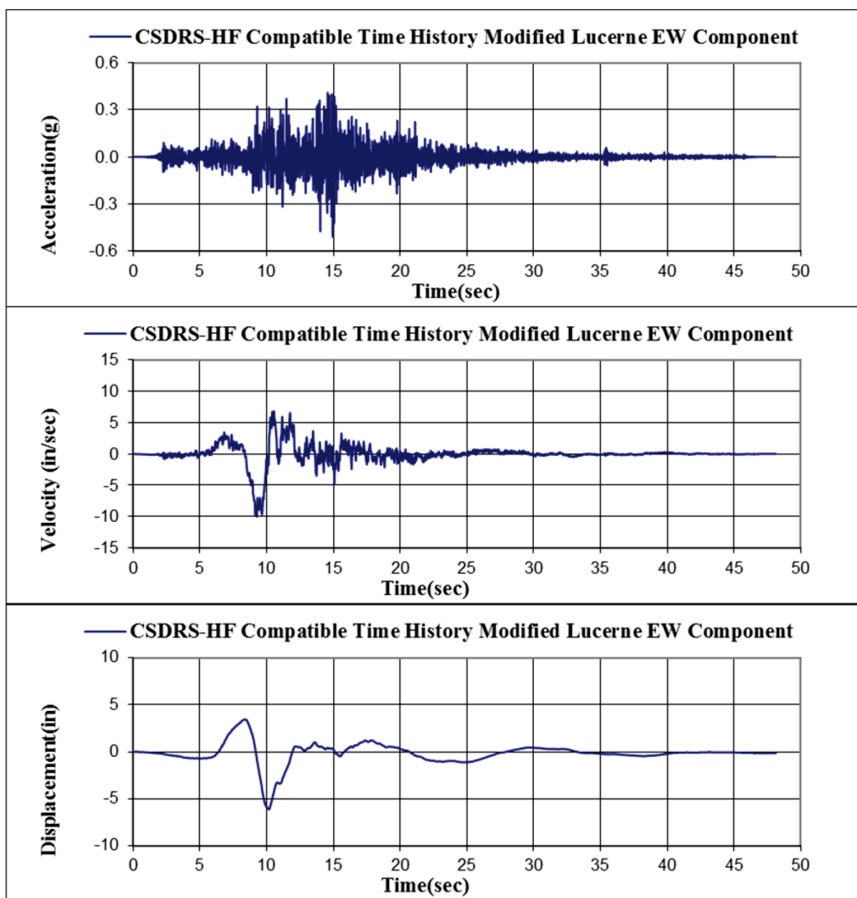 CSDRS-HF Compatible Time History Modified Lucerne EW Component
Acceleration(g)
0.6
0.3
0.0
-0.3
-0.6
0 5 10 15 20 25 30 35 40 45 50
Time(sec)
CSDRS-HF Compatible Time History Modified Lucerne EW Component
Velocity (in/sec)
15
10
5
0
-5
-10
-15
0 5 10 15 20 25 30 35 40 45 50
Time(sec)
CSDRS-HF Compatible Time History Modified Lucerne EW Component
Displacement(in)
10
5
0
-5
-10
0 5 10 15 20 25 30 35 40 45 50
Time(sec)